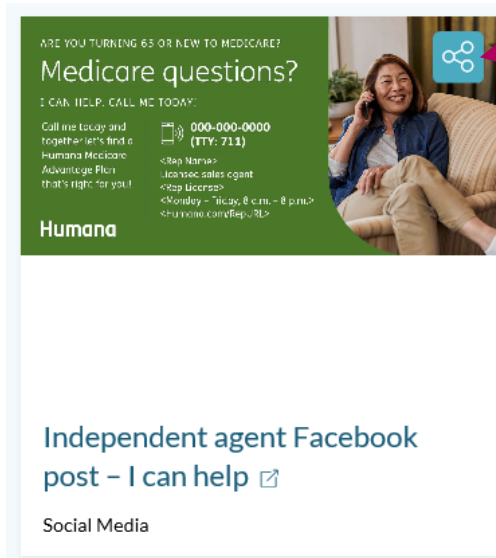 ARE YOU TURNING 65 OR NEW TO MEDICARE?
Medicare questions?
I CAN HELP. CALL ME TODAY!
Call me today and
together let's find a
Humana Medicare
Advantage Plan
that's right for you!
000-000-0000
(TTY: 711)
<Rep Name>
Licensed sales agent
<Rep License>
<Monday – Friday, 8 a.m. – 8 p.m.>
<Humana.com/RepURL>
Humana
Independent agent Facebook
post – I can help
Social Media